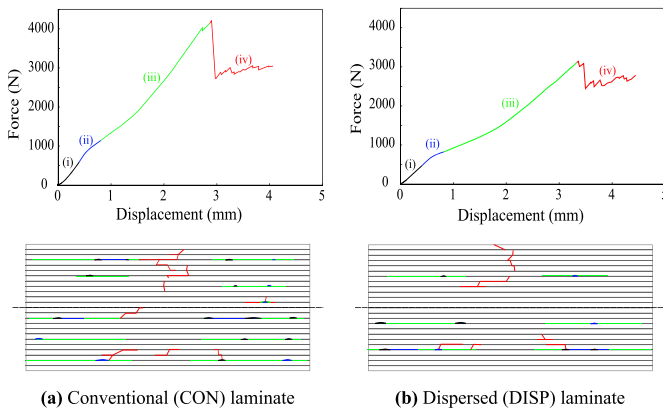 4000
3000
2000
1000
0
Force (N)
(i)
(ii)
(iii)
(iv)
0 1 2 3 4 5
Displacement (mm)
4000
3000
2000
1000
0
Force (N)
(i)
(ii)
(iii)
(iv)
0 1 2 3 4 5
Displacement (mm)
(a) Conventional (CON) laminate
(b) Dispersed (DISP) laminate